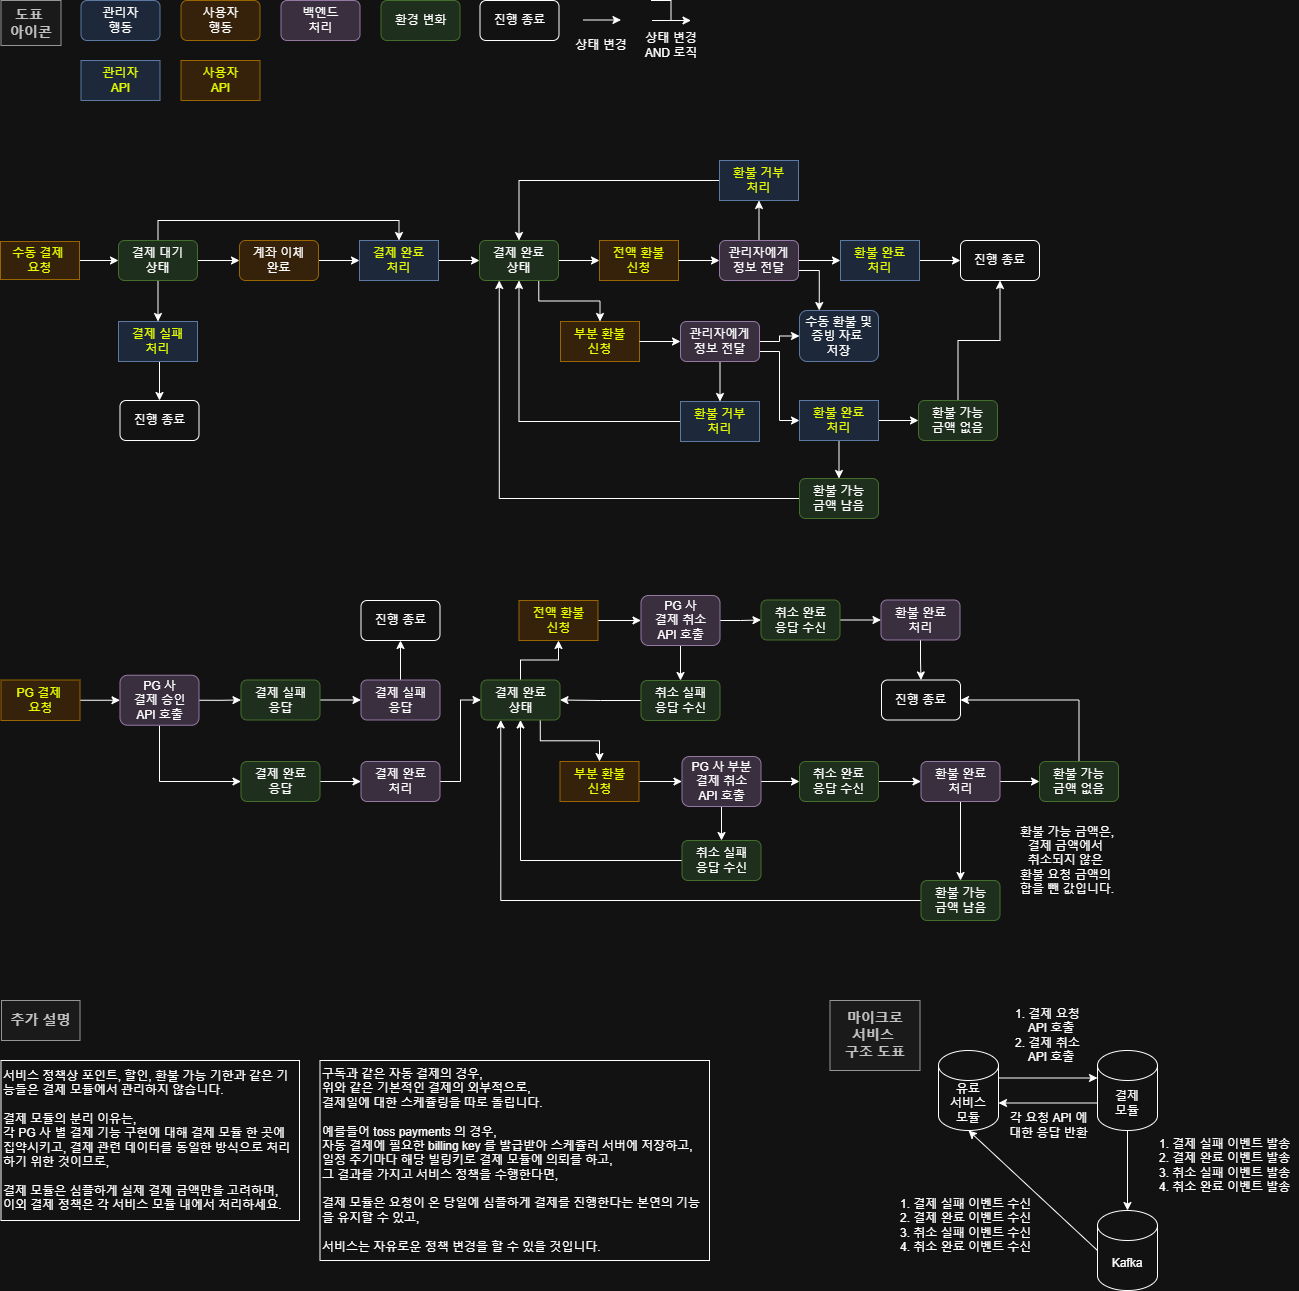 도표
아이콘
관리자
행동
사용자
행동
백엔드
처리
환경 변화
진행 종료
상태 변경
상태 변경
AND 로직
관리자
API
사용자
API
환불 거부
처리
수동 결제
요청
결제 대기
상태
계좌 이체
완료
결제 완료
처리
결제 완료
상태
전액 환불
신청
관리자에게
정보 전달
환불 완료
처리
진행 종료
결제 실패
처리
부분 환불
신청
관리자에게
정보 전달
수동 환불 및
증빙 자료
저장
진행 종료
환불 거부
처리
환불 완료
처리
환불 가능
금액 없음
환불 가능
금액 남음
진행 종료
전액 환불
신청
PG 사
결제 취소
API 호출
취소 완료
응답 수신
환불 완료
처리
PG 결제
요청
PG 사
결제 승인
API 호출
결제 실패
응답
결제 실패
응답
결제 완료
상태
취소 실패
응답 수신
진행 종료
결제 완료
응답
결제 완료
처리
부분 환불
신청
PG 사 부분
결제 취소
API 호출
취소 완료
응답 수신
환불 완료
처리
환불 가능
금액 없음
취소 실패
응답 수신
환불 가능 금액은,
결제 금액에서
취소되지 않은
환불 요청 금액의
합을 뺀 값입니다.
환불 가능
금액 남음
추가 설명
서비스 정책상 포인트, 할인, 환불 가능 기한과 같은 기
능들은 결제 모듈에서 관리하지 않습니다.
결제 모듈의 분리 이유는,
각 PG 사 별 결제 기능 구현에 대해 결제 모듈 한 곳에
집약시키고, 결제 관련 데이터를 동일한 방식으로 처리
하기 위한 것이므로,
결제 모듈은 심플하게 실제 결제 금액만을 고려하며,
이외 결제 정책은 각 서비스 모듈 내에서 처리하세요.
구독과 같은 자동 결제의 경우,
위와 같은 기본적인 결제의 외부적으로,
결제일에 대한 스케쥴링을 따로 돌립니다.
예를들어 toss payments 의 경우,
자동 결제에 필요한 billing key 를 발급받아 스케쥴러 서버에 저장하고,
일정 주기마다 해당 빌링키로 결제 모듈에 의뢰를 하고,
그 결과를 가지고 서비스 정책을 수행한다면,
결제 모듈은 요청이 온 당일에 심플하게 결제를 진행한다는 본연의 기능
을 유지할 수 있고,
서비스는 자유로운 정책 변경을 할 수 있을 것입니다.
마이크로
서비스
구조 도표
1. 결제 요청
API 호출
2. 결제 취소
API 호출
유료
서비스
모듈
결제
모듈
각 요청 API 에
대한 응답 반환
1. 결제 실패 이벤트 발송
2. 결제 완료 이벤트 발송
3. 취소 실패 이벤트 발송
4. 취소 완료 이벤트 발송
1. 결제 실패 이벤트 수신
2. 결제 완료 이벤트 수신
3. 취소 실패 이벤트 수신
4. 취소 완료 이벤트 수신
Kafka